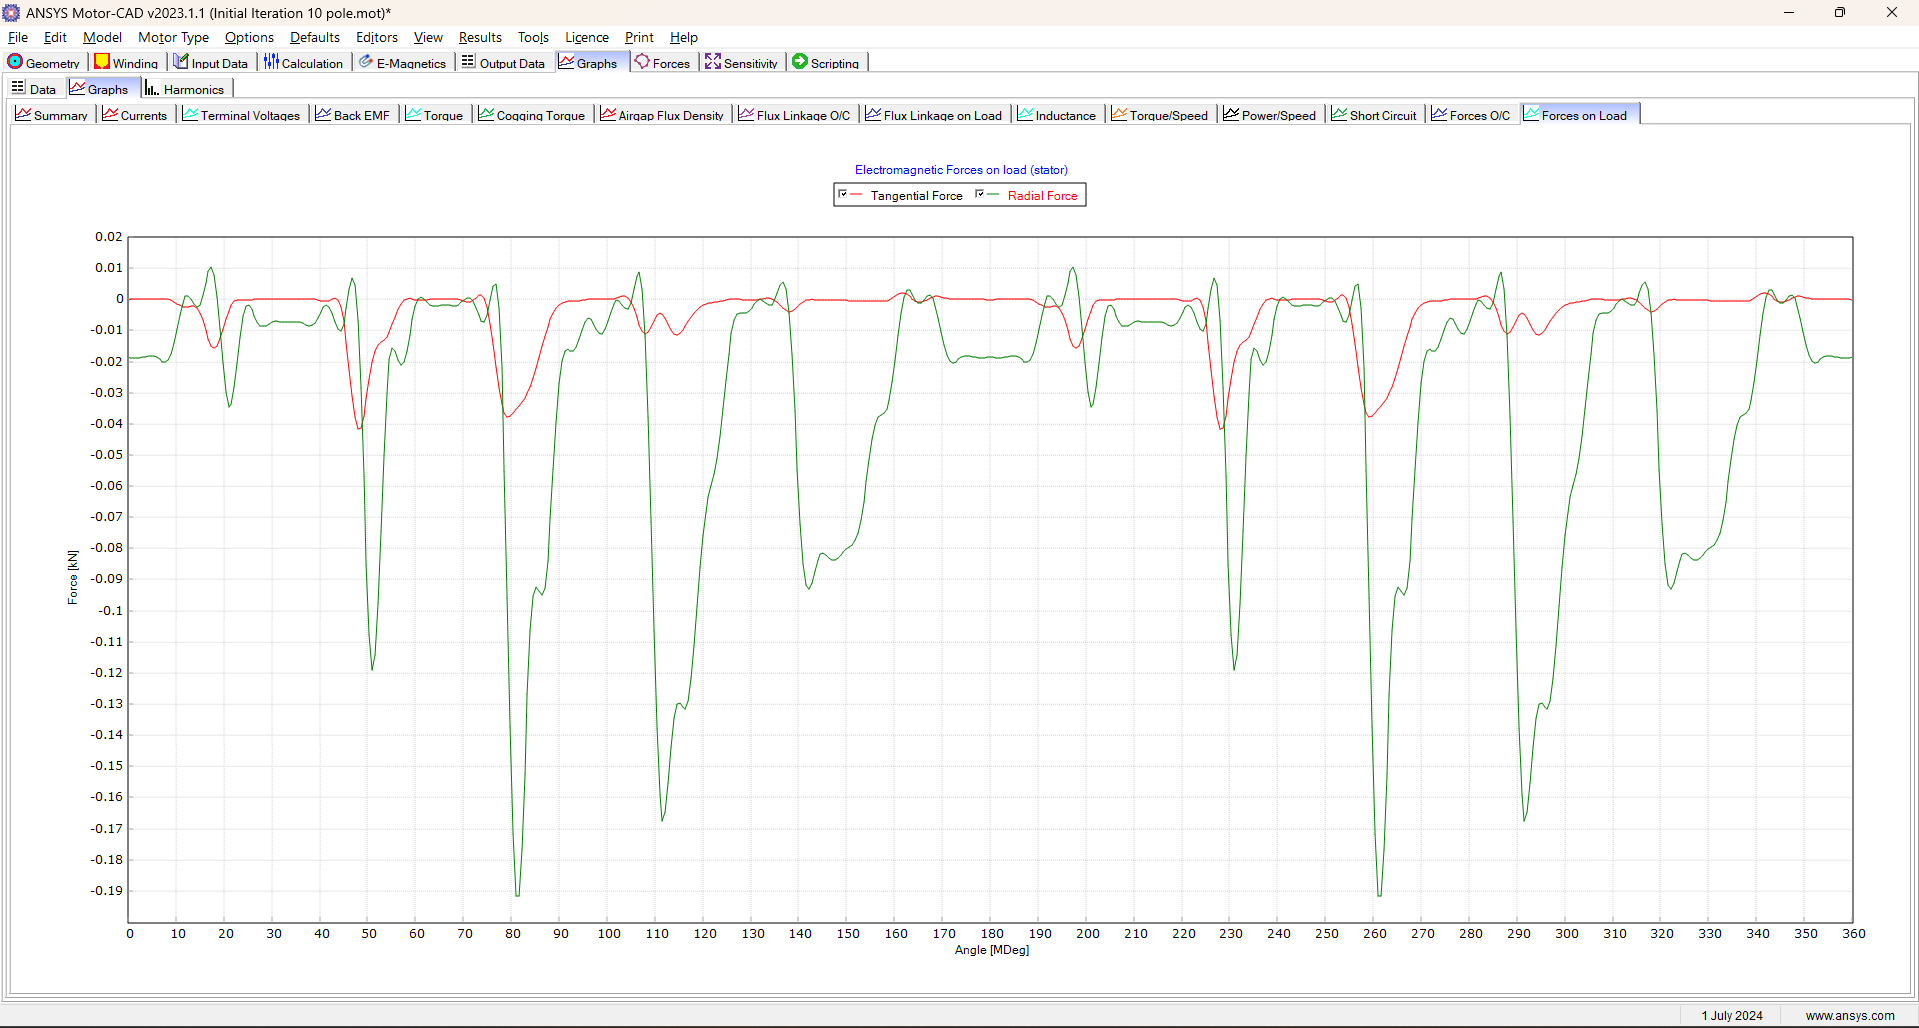 ANSYS Motor-CAD v2023.1.1 (Initial Iteration 10 pole.mot)*
File Edit Model Motor Type Options Defaults Editors View Results Tools Licence Print Help
Geometry Winding Input Data Calculation E-Magnetics Output Data Graphs Forces Sensitivity Scripting
Data Graphs Harmonics
Summary Currents Terminal Voltages Back EMF Torque Cogging Torque Airgap Flux Density Flux Linkage O/C Flux Linkage on Load Inductance Torque/Speed Power/Speed Short Circuit Forces O/C Forces on Load
Electromagnetic Forces on load (stator)
Tangential Force Radial Force
0.02
0.01
0
-0.01
-0.02
-0.03
-0.04
-0.05
-0.06
-0.07
-0.08
-0.09
-0.1
-0.11
-0.12
-0.13
-0.14
-0.15
-0.16
-0.17
-0.18
-0.19
Force [kN]
0 10 20 30 40 50 60 70 80 90 100 110 120 130 140 150 160 170 180 190 200 210 220 230 240 250 260 270 280 290 300 310 320 330 340 350 360
Angle [MDeg]
1 July 2024 www.ansys.com